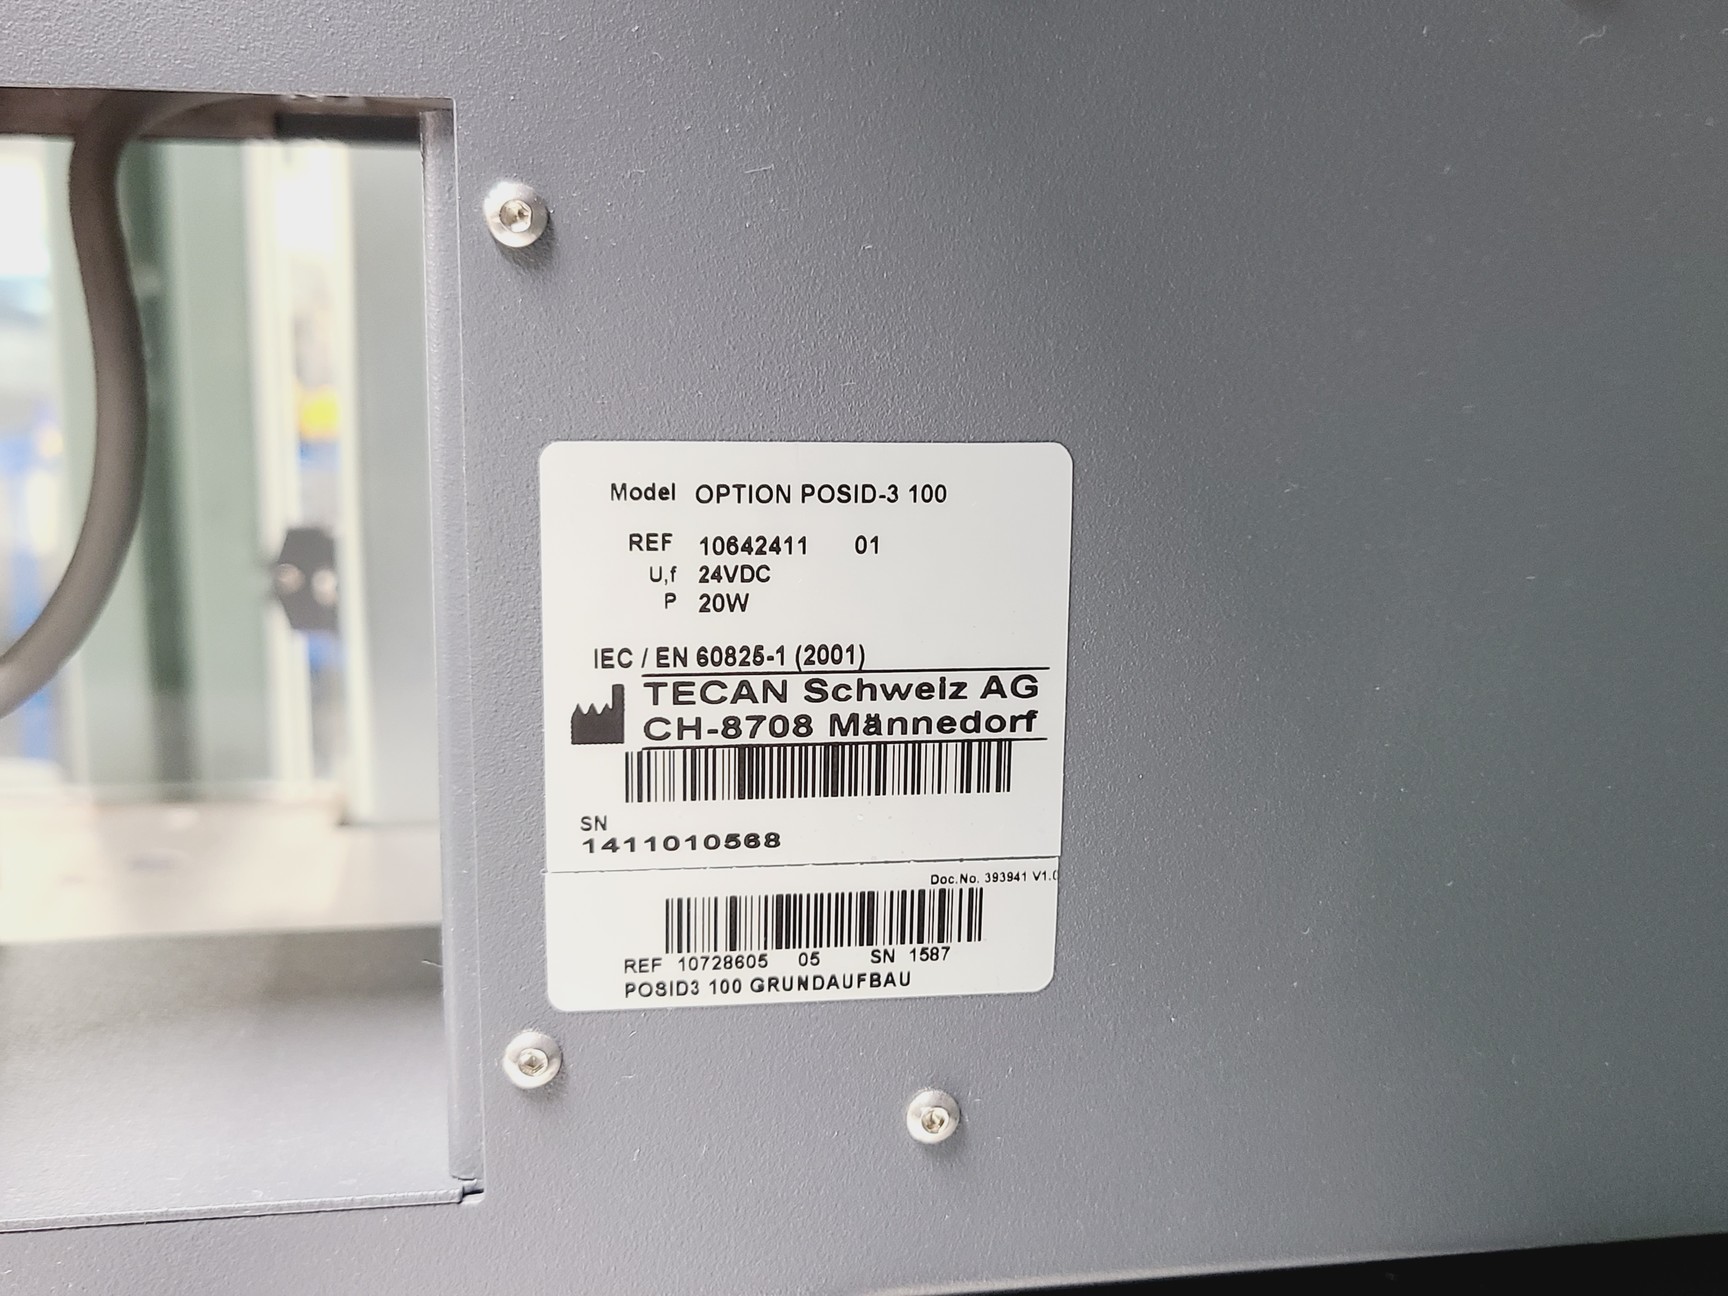 Model OPTION POSID-3 100
REF 10642411 01
U,f 24VDC
P 20W
IEC / EN 60825-1 (2001)
TECAN Schweiz AG
CH-8708 Männedorf
SN
1411010568
Doc.No. 393941 V1.0
REF 10728605 05 SN 1587
POSID3 100 GRUNDAUFBAU